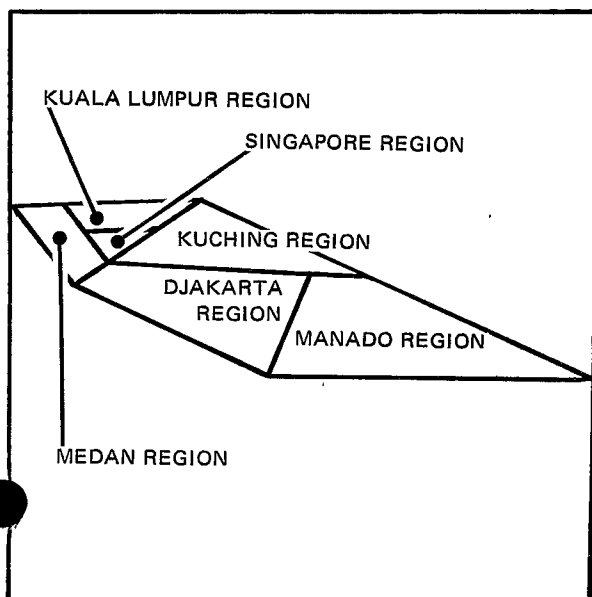 KUALA LUMPUR REGION
SINGAPORE REGION
KUCHING REGION
DJAKARTA
REGION
MANADO REGION
MEDAN REGION